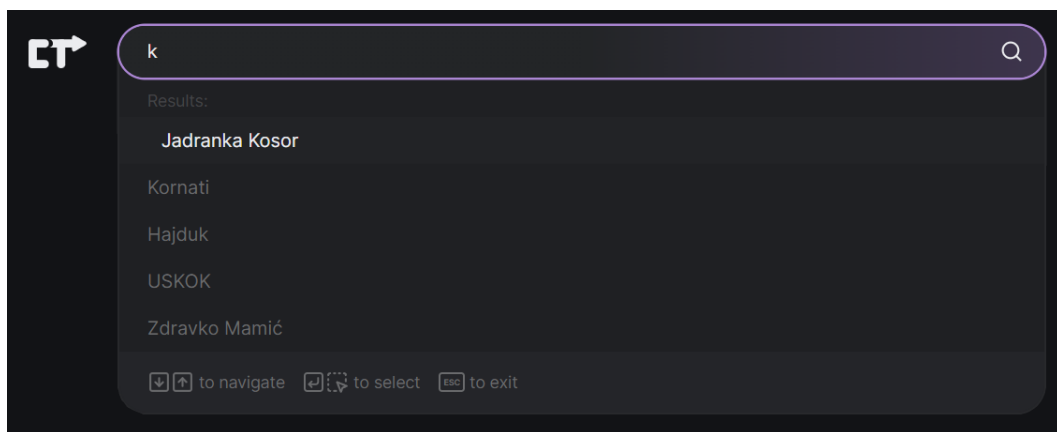 CT
k
Results:
Jadranka Kosor
Kornati
Hajduk
USKOK
Zdravko Mamić
to navigate to select ESC to exit